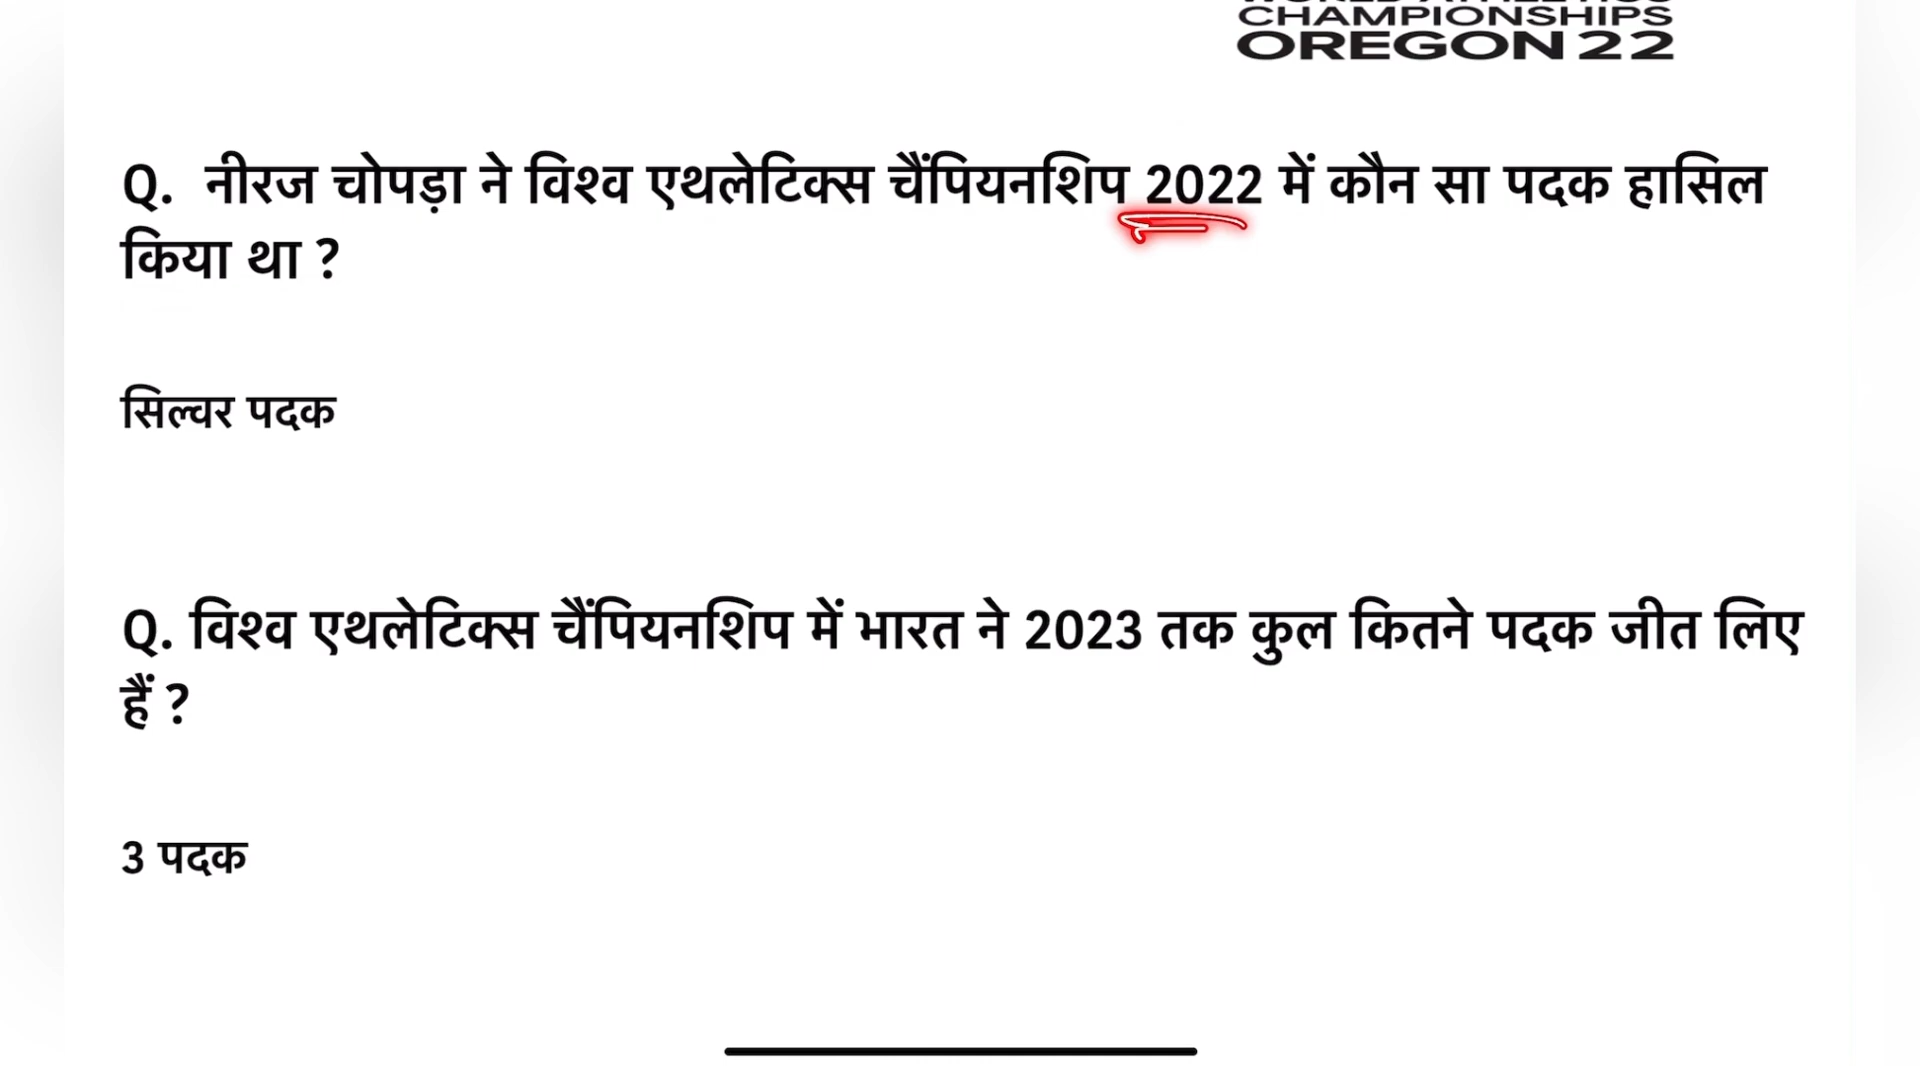 CHAMPIONSHIPS
OREGON22
Q. नीरज चोपड़ा ने विश्व एथलेटिक्स चैंपियनशिप 2022 में कौन सा पदक हासिल
किया था ?
सिल्वर पदक
Q. विश्व एथलेटिक्स चैंपियनशिप में भारत ने 2023 तक कुल कितने पदक जीत लिए
हैं ?
3 पदक